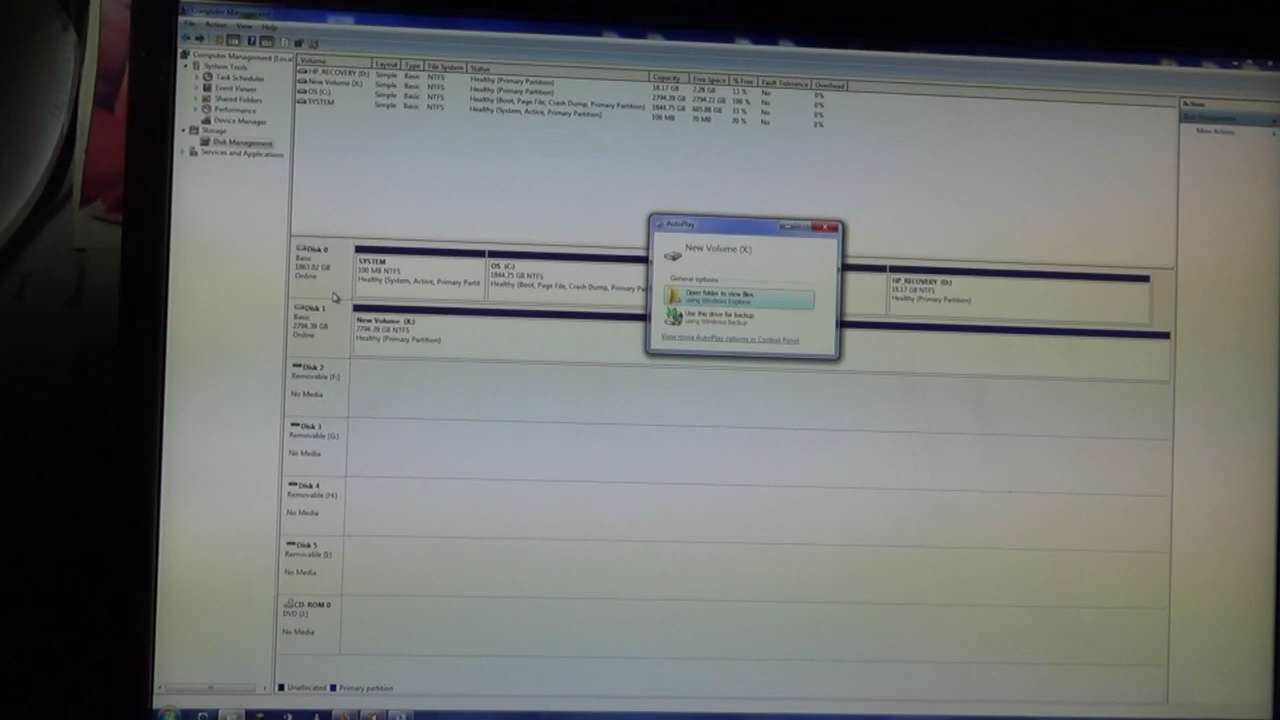 Computer Management
File Action View Help
Computer Management (Local
System Tools
Task Scheduler
Event Viewer
Shared Folders
Performance
Device Manager
Storage
Disk Management
Services and Applications
Volume Layout Type File System Status Capacity Free Space % Free Fault Tolerance Overhead
HP_RECOVERY (D:) Simple Basic NTFS Healthy (Primary Partition) 18.17 GB 2.28 GB 13 % No 0%
New Volume (X:) Simple Basic NTFS Healthy (Primary Partition) 2794.39 GB 2794.22 GB 100 % No 0%
OS (C:) Simple Basic NTFS Healthy (Boot, Page File, Crash Dump, Primary Partition) 1844.75 GB 605.88 GB 33 % No 0%
SYSTEM Simple Basic NTFS Healthy (System, Active, Primary Partition) 100 MB 70 MB 70 % No 0%
Actions
Disk Management
More Actions
Disk 0
Basic
1863.02 GB
Online
SYSTEM
100 MB NTFS
Healthy (System, Active, Primary Partit
OS (C:)
1844.75 GB NTFS
Healthy (Boot, Page File, Crash Dump, Primary Pa
HP_RECOVERY (D:)
18.17 GB NTFS
Healthy (Primary Partition)
AutoPlay
New Volume (X:)
General options
Open folder to view files
using Windows Explorer
Use this drive for backup
using Windows Backup
View more AutoPlay options in Control Panel
Disk 1
Basic
2794.39 GB
Online
New Volume (X:)
2794.39 GB NTFS
Healthy (Primary Partition)
Disk 2
Removable (F:)
No Media
Disk 3
Removable (G:)
No Media
Disk 4
Removable (H:)
No Media
Disk 5
Removable (I:)
No Media
CD-ROM 0
DVD (J:)
No Media
Unallocated Primary partition